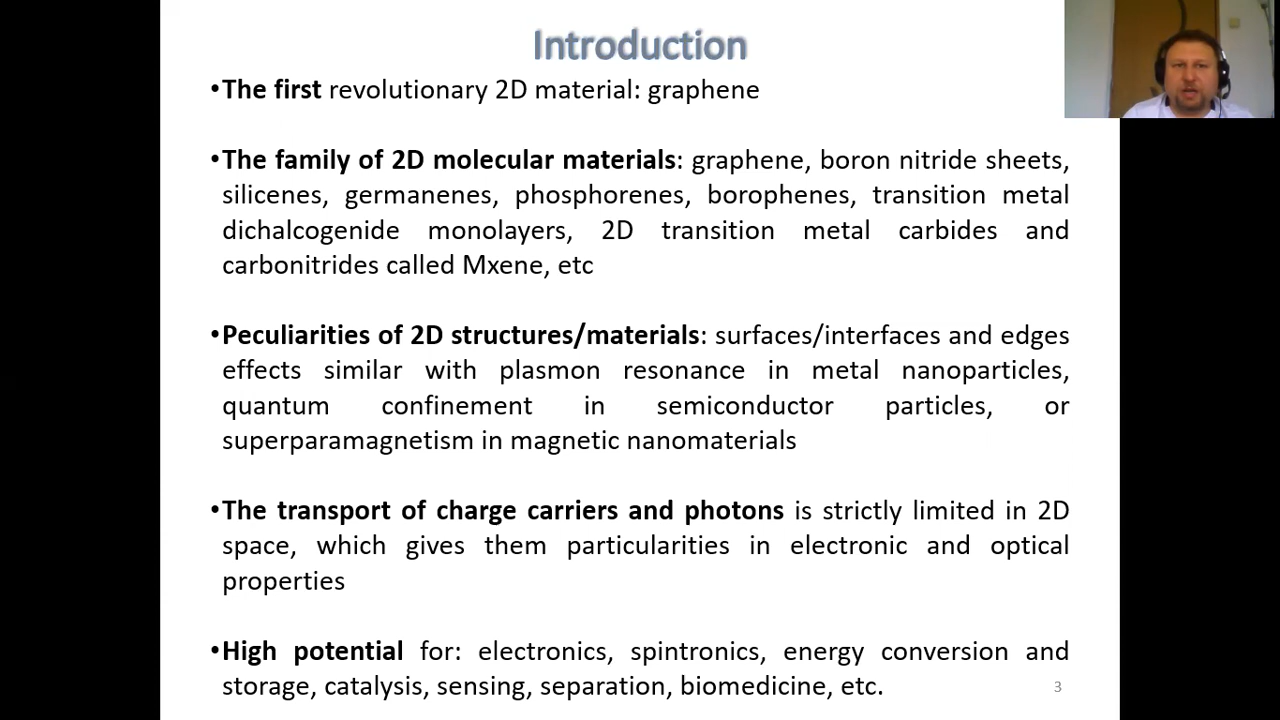 Introduction
•The first revolutionary 2D material: graphene
•The family of 2D molecular materials: graphene, boron nitride sheets,
silicenes, germanenes, phosphorenes, borophenes, transition metal
dichalcogenide monolayers, 2D transition metal carbides and
carbonitrides called Mxene, etc
•Peculiarities of 2D structures/materials: surfaces/interfaces and edges
effects similar with plasmon resonance in metal nanoparticles,
quantum confinement in semiconductor particles, or
superparamagnetism in magnetic nanomaterials
•The transport of charge carriers and photons is strictly limited in 2D
space, which gives them particularities in electronic and optical
properties
•High potential for: electronics, spintronics, energy conversion and
storage, catalysis, sensing, separation, biomedicine, etc.
3